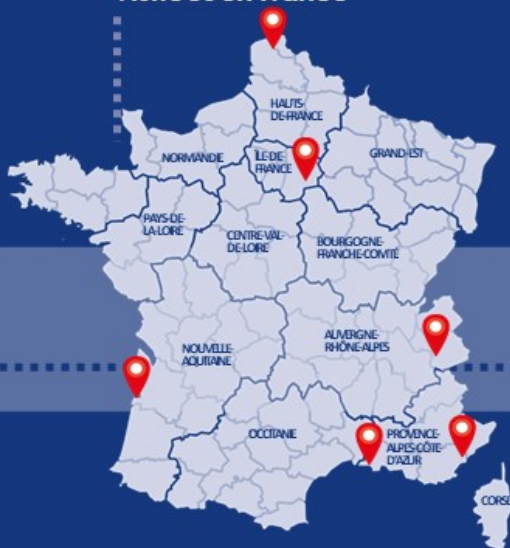 HAUTS-
DE-FRANCE
NORMANDIE
ÎLE-DE-
FRANCE
GRAND-EST
PAYS-DE-
LA-LOIRE
CENTRE-VAL-
DE-LOIRE
BOURGOGNE-
FRANCHE-COMTÉ
NOUVELLE-
AQUITAINE
AUVERGNE-
RHÔNE-ALPES
OCCITANIE
PROVENCE-
ALPES-CÔTE-
D'AZUR
CORSE